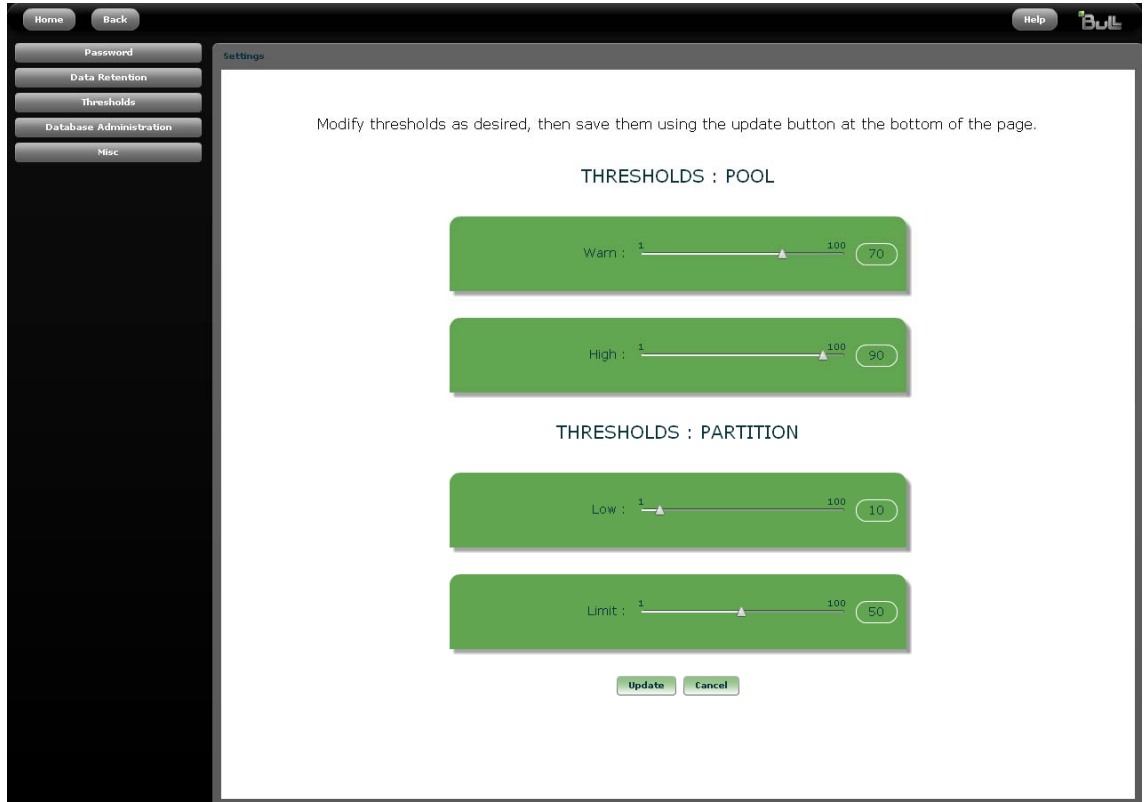 Home Back Help Bull
Password
Data Retention
Thresholds
Database Administration
Misc
Settings
Modify thresholds as desired, then save them using the update button at the bottom of the page.
THRESHOLDS : POOL
Warn : 1 100 70
High : 1 100 90
THRESHOLDS : PARTITION
Low : 1 100 10
Limit : 1 100 50
Update Cancel